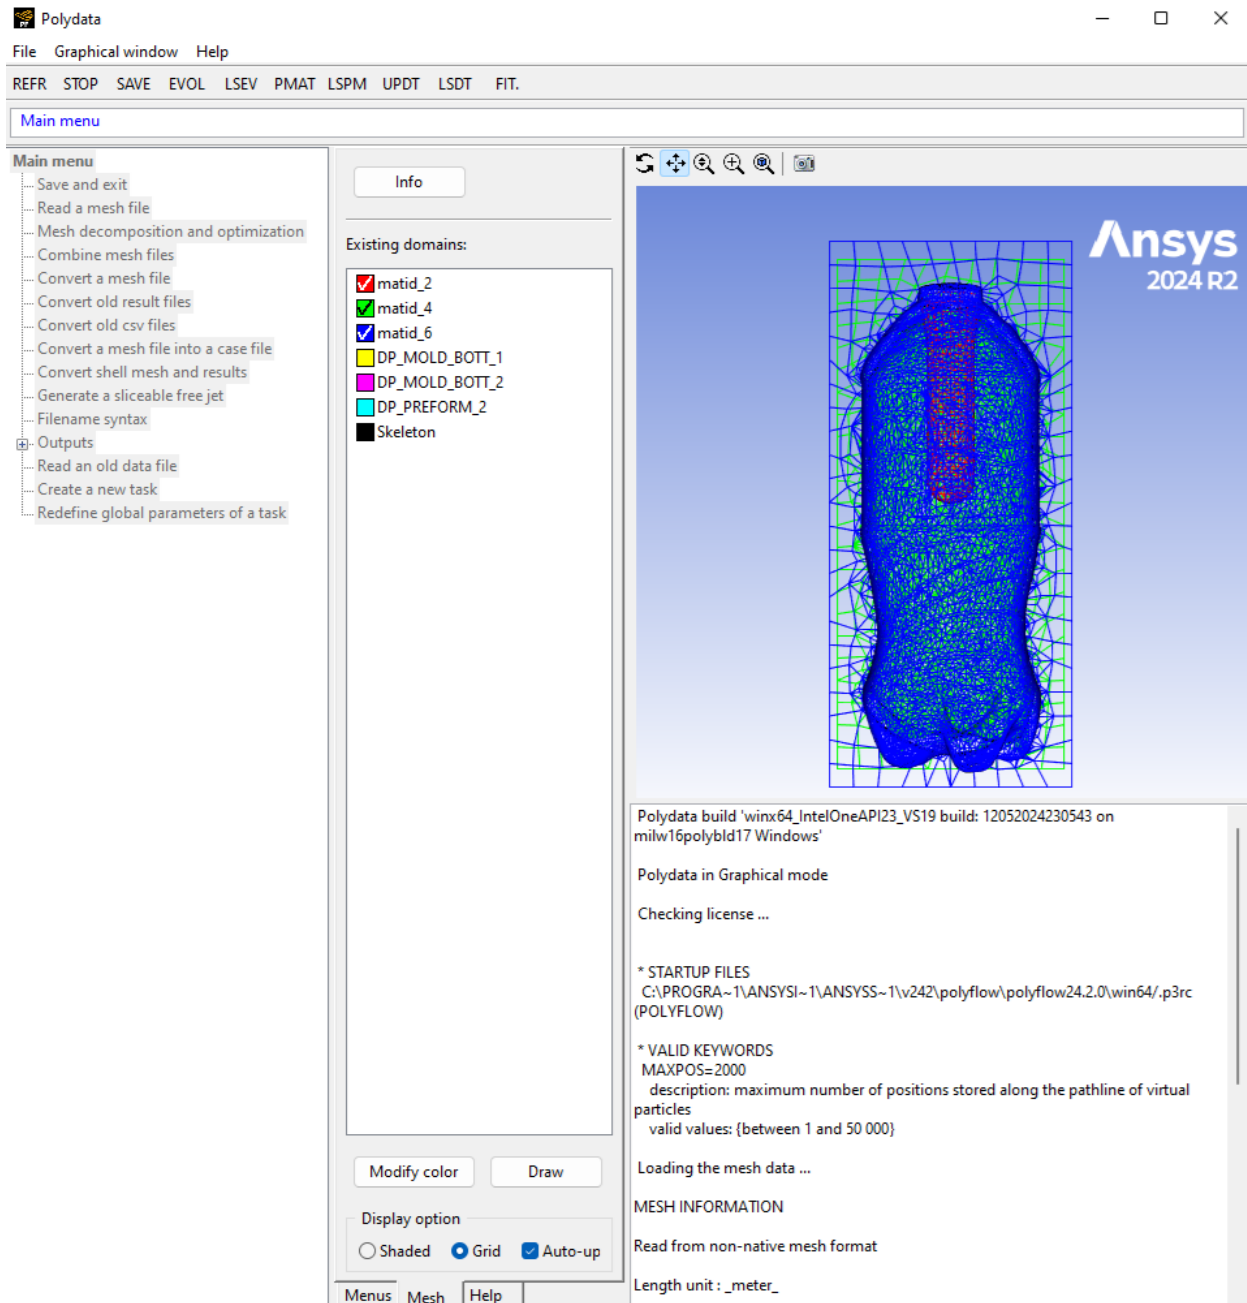 Polydata
File Graphical window Help
REFR STOP SAVE EVOL LSEV PMAT LSPM UPDT LSDT FIT.
Main menu
Main menu
Save and exit
Read a mesh file
Mesh decomposition and optimization
Combine mesh files
Convert a mesh file
Convert old result files
Convert old csv files
Convert a mesh file into a case file
Convert shell mesh and results
Generate a sliceable free jet
Filename syntax
Outputs
Read an old data file
Create a new task
Redefine global parameters of a task
Info
Existing domains:
matid_2
matid_4
matid_6
DP_MOLD_BOTT_1
DP_MOLD_BOTT_2
DP_PREFORM_2
Skeleton
Modify color Draw
Display option
Shaded Grid Auto-up
Menus Mesh Help
Ansys
2024 R2
Polydata build 'winx64_IntelOneAPI23_VS19 build: 12052024230543 on
milw16polybld17 Windows'
Polydata in Graphical mode
Checking license ...
* STARTUP FILES
C:\PROGRA~1\ANSYSI~1\ANSYSS~1\v242\polyflow\polyflow24.2.0\win64/.p3rc
(POLYFLOW)
* VALID KEYWORDS
MAXPOS=2000
description: maximum number of positions stored along the pathline of virtual
particles
valid values: {between 1 and 50 000}
Loading the mesh data ...
MESH INFORMATION
Read from non-native mesh format
Length unit : _meter_